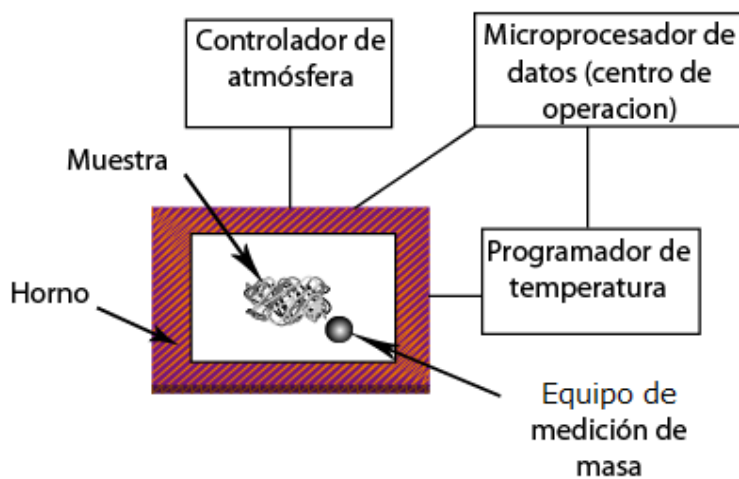 Controlador de
atmósfera
Microprocesador de
datos (centro de
operacion)
Muestra
Programador de
temperatura
Horno
Equipo de
medición de
masa